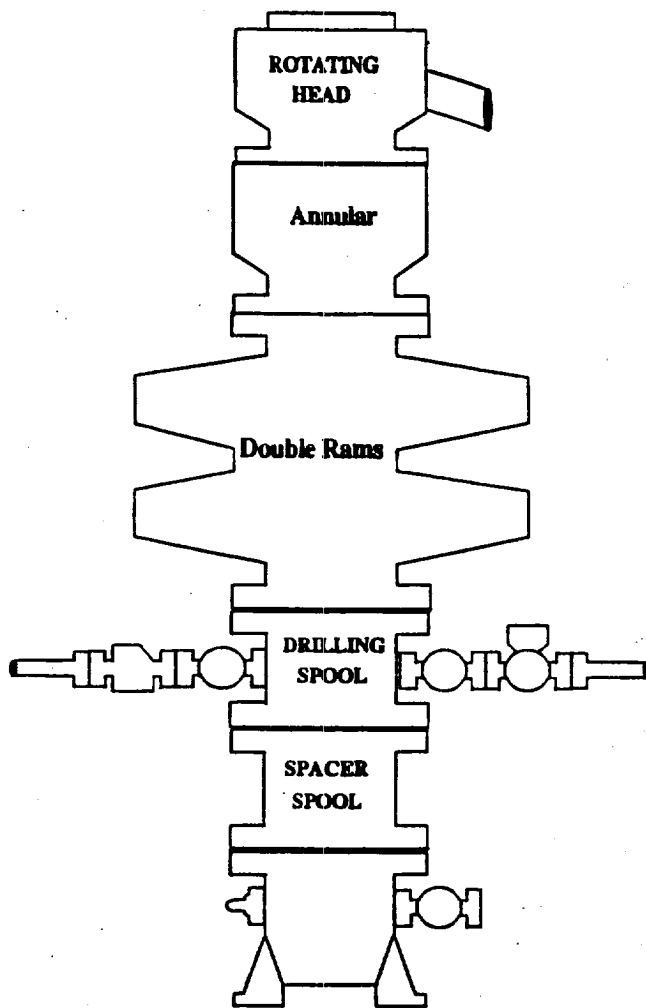 ROTATING
HEAD
Annular
Double Rams
DRILLING
SPOOL
SPACER
SPOOL